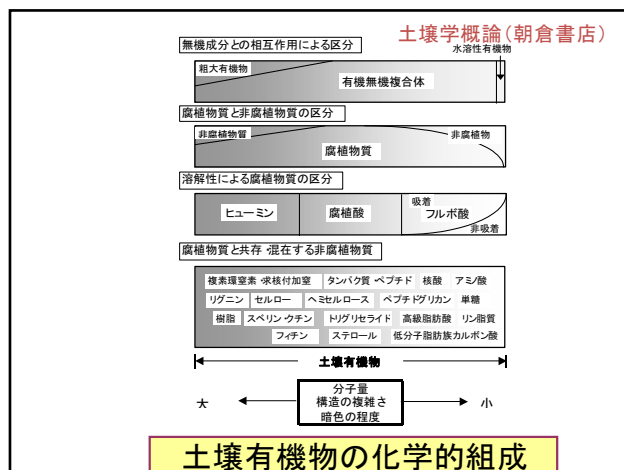 土壌学概論(朝倉書店)
無機成分との相互作用による区分
水溶性有機物
粗大有機物
有機無機複合体
腐植物質と非腐植物質の区分
非腐植物質
非腐植物
腐植物質
溶解性による腐植物質の区分
ヒューミン
腐植酸
吸着
フルボ酸
非吸着
腐植物質と共存・混在する非腐植物質
複素環窒素・求核付加窒 タンパク質・ペプチド 核酸 アミノ酸
リグニン セルロー ヘミセルロース ペプチドグリカン 単糖
樹脂 スベリン・クチン トリグリセライド 高級脂肪酸 リン脂質
フィチン ステロール 低分子脂肪族カルボン酸
土壌有機物
分子量
大 構造の複雑さ 小
暗色の程度
土壌有機物の化学的組成